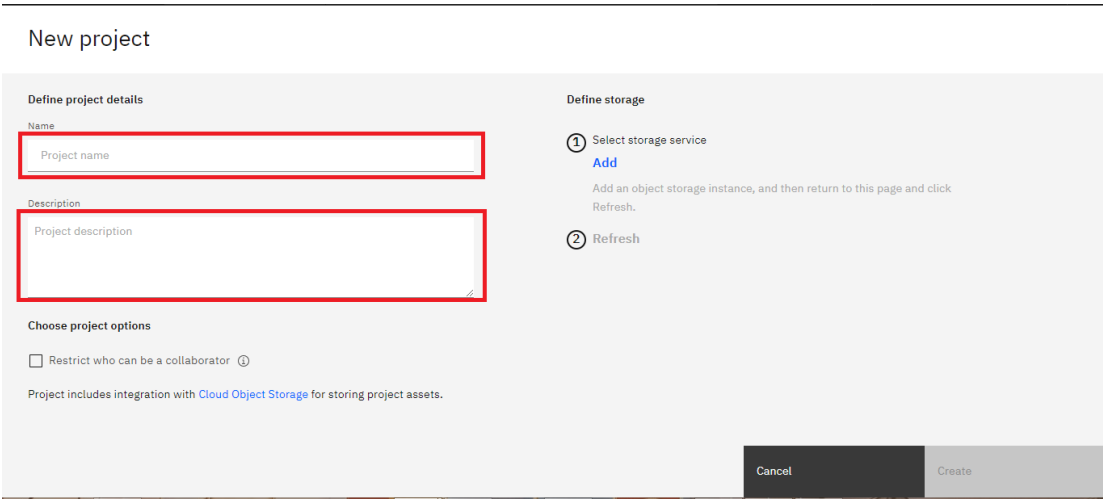 New project
Define project details
Name
Project name
Description
Project description
Choose project options
Restrict who can be a collaborator
Project includes integration with Cloud Object Storage for storing project assets.
Define storage
1 Select storage service
Add
Add an object storage instance, and then return to this page and click
Refresh.
2 Refresh
Cancel
Create